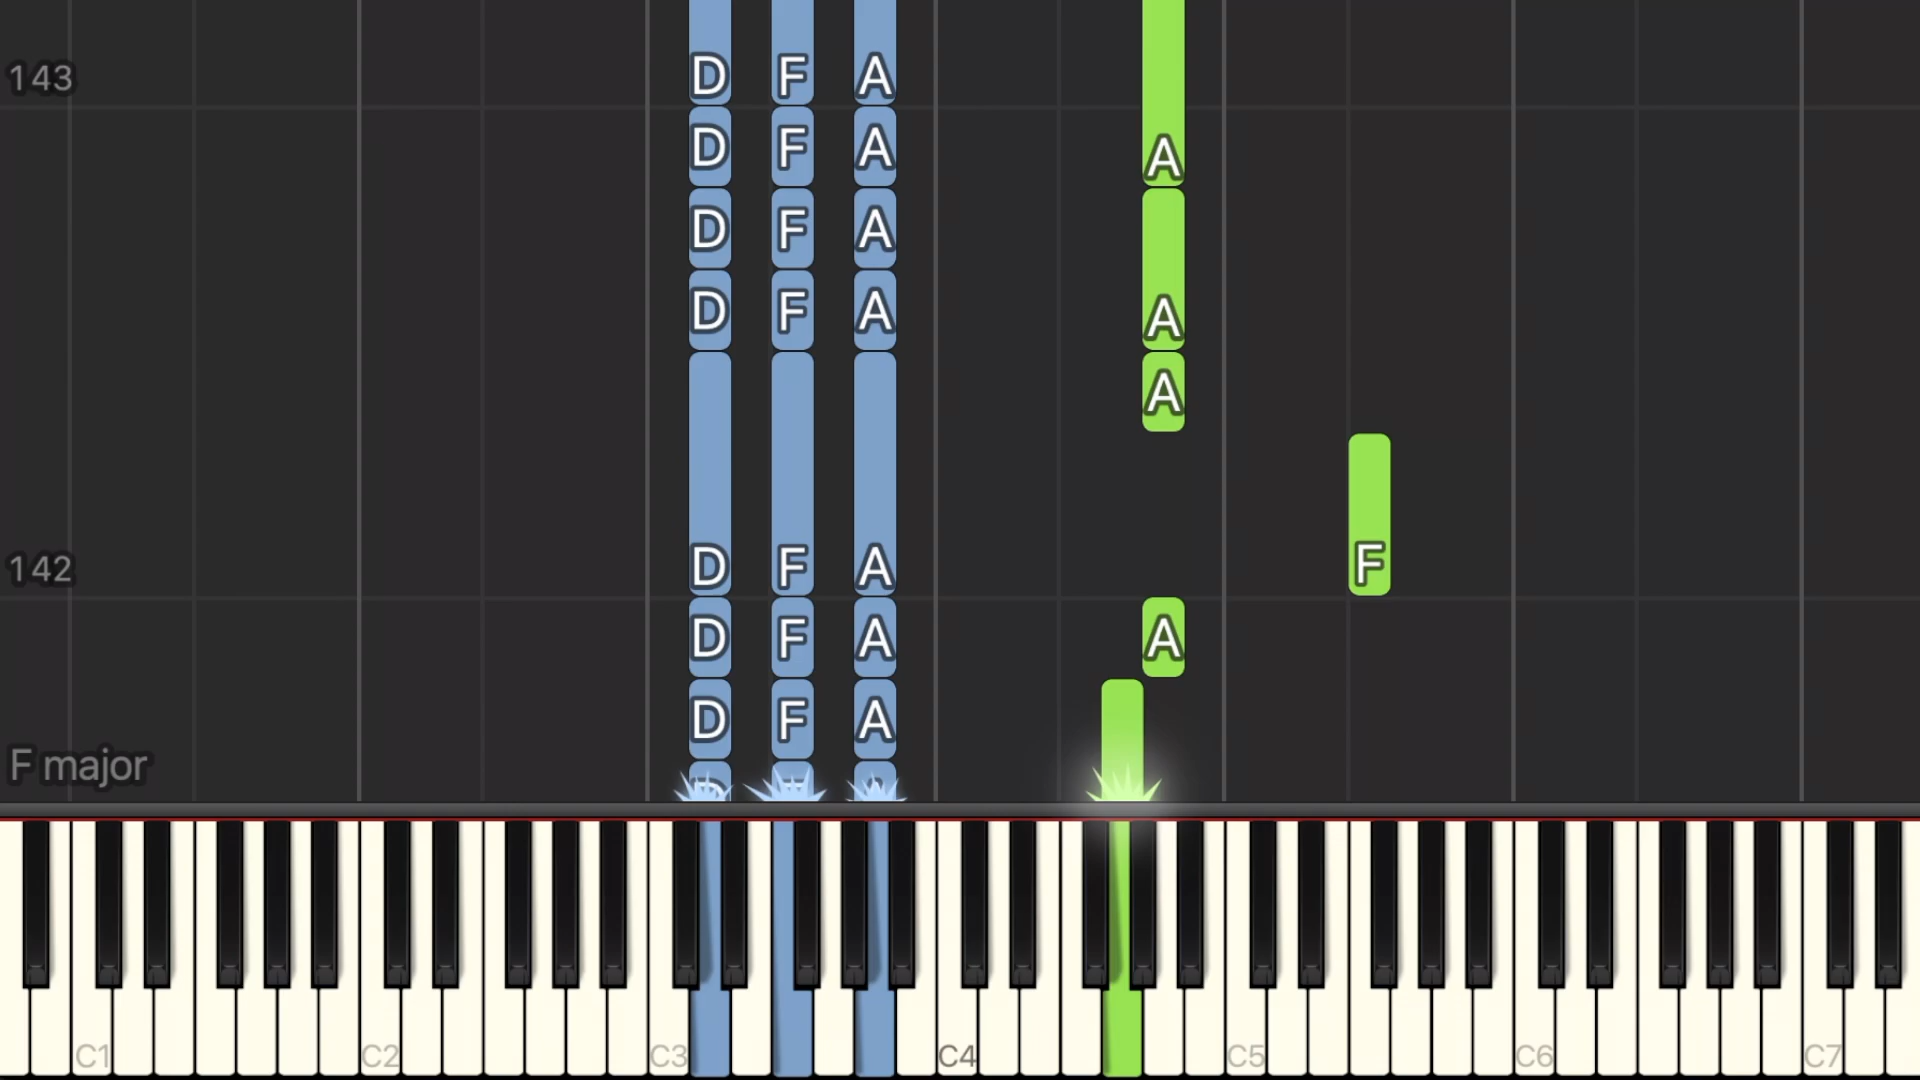 143 D F A
D F A A
D F A
D F A A
A
142 D F A F
D F A A
D F A
F major D F A
C1 C2 C3 C4 C5 C6 C7